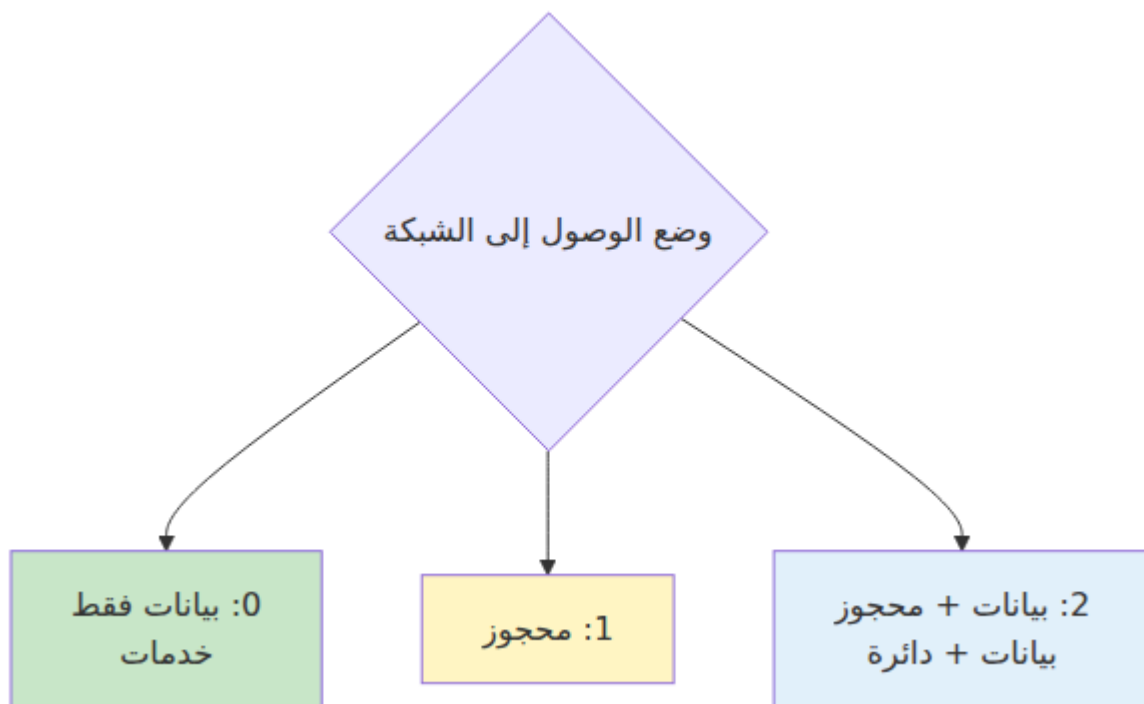 وضع الوصول إلى الشبكة
0: بيانات فقط
خدمات
1: محجوز
2: بيانات + محجوز
بيانات + دائرة